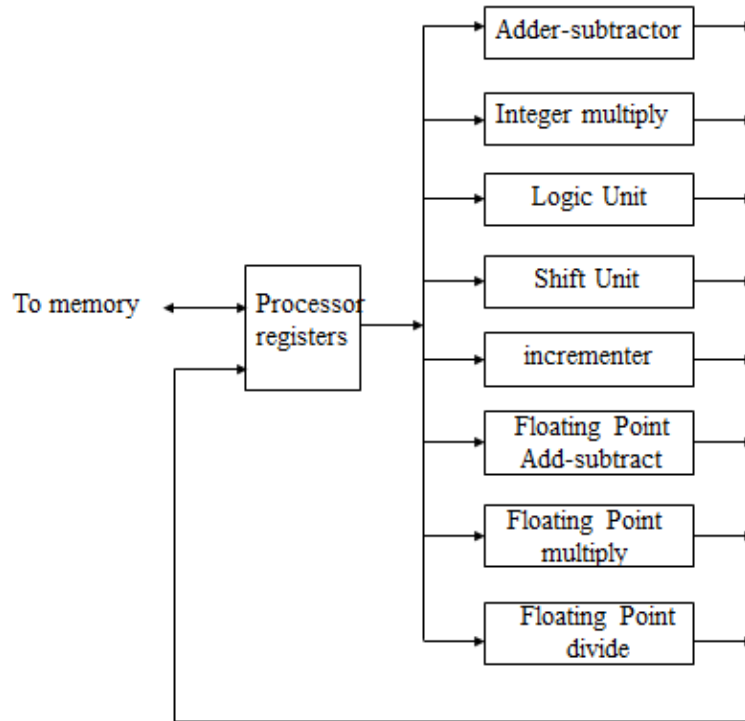 Adder-subtractor
Integer multiply
Logic Unit
Shift Unit
To memory
Processor
registers
incrementer
Floating Point
Add-subtract
Floating Point
multiply
Floating Point
divide